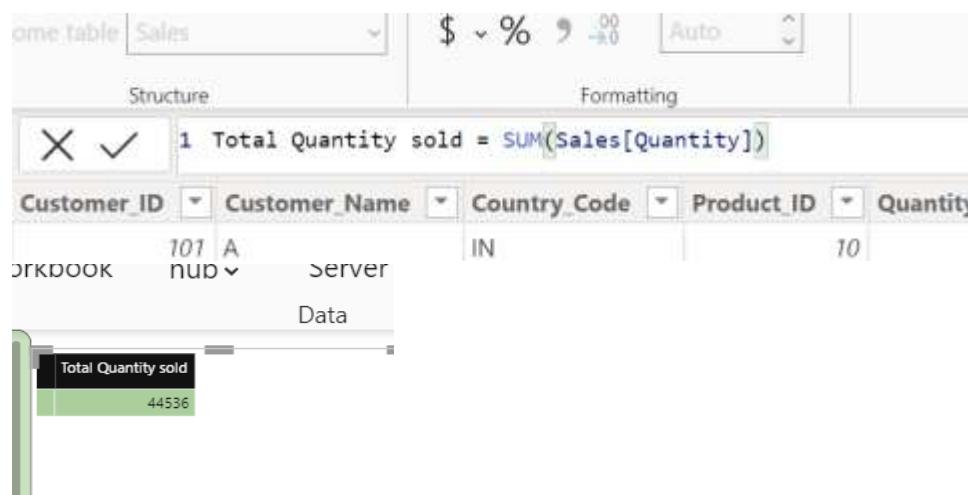 ome table Sales
$ % 9 .00
Auto
Structure
Formatting
1 Total Quantity sold = SUM(Sales[Quantity])
Customer_ID Customer_Name Country_Code Product_ID Quantity
101 A IN 10
orkbook hub Server
Data
Total Quantity sold
44536